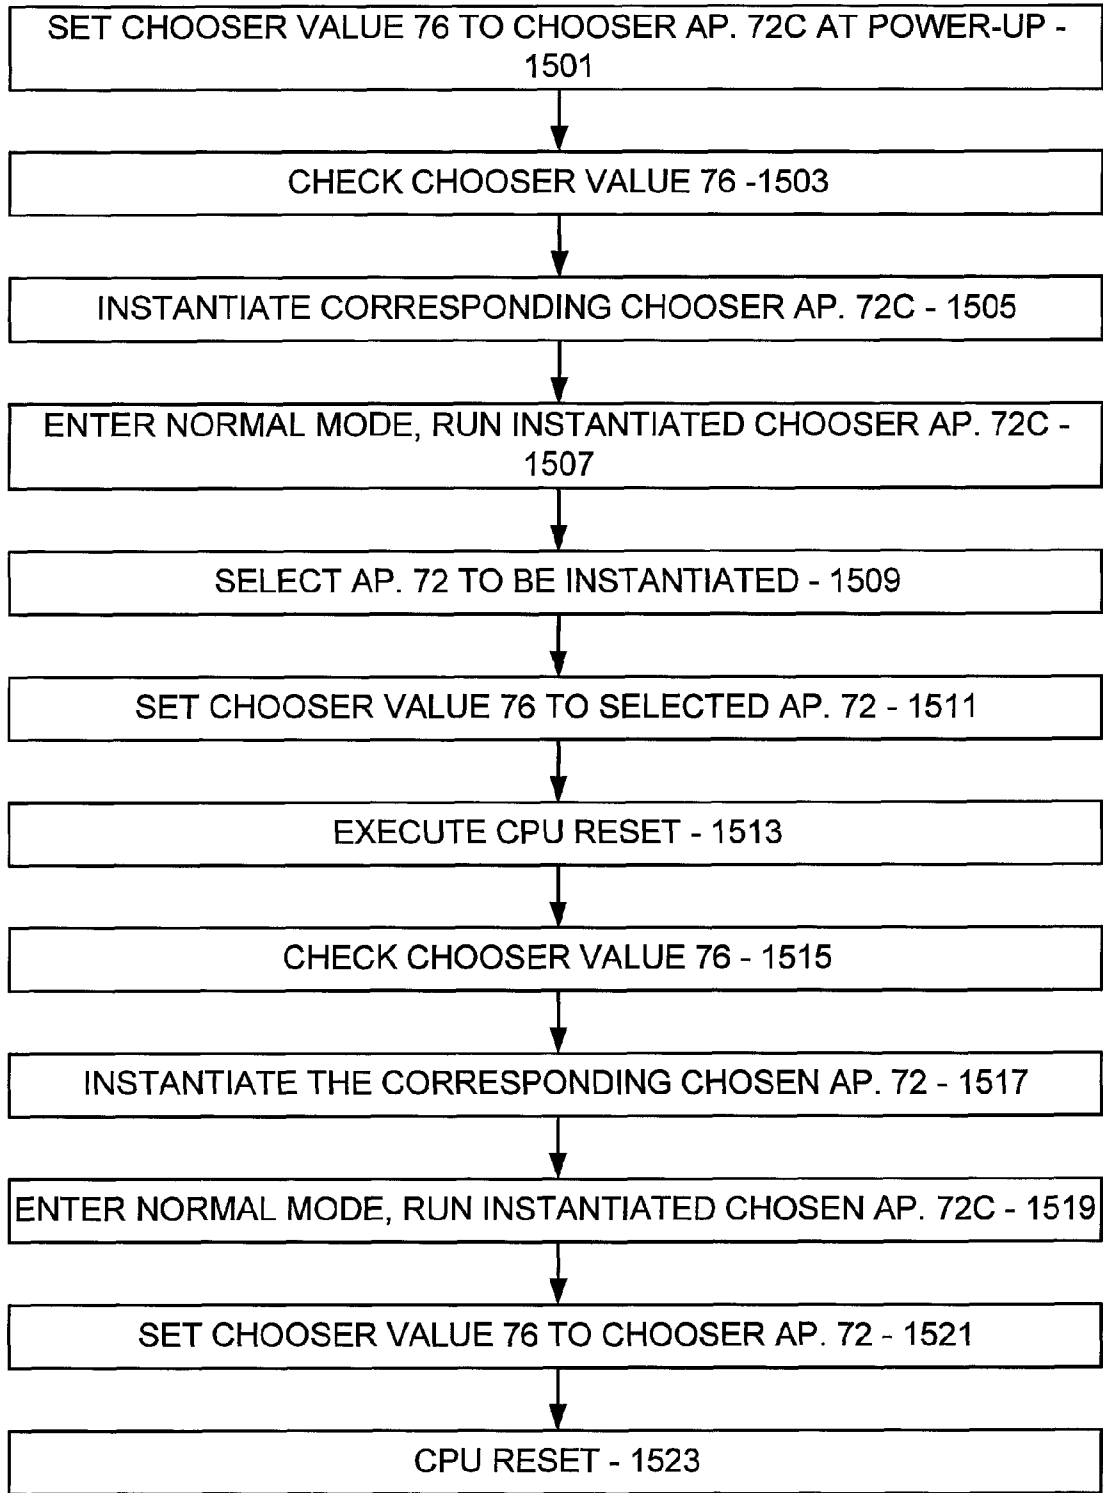 SET CHOOSER VALUE 76 TO CHOOSER AP. 72C AT POWER-UP -
1501
CHECK CHOOSER VALUE 76 -1503
INSTANTIATE CORRESPONDING CHOOSER AP. 72C - 1505
ENTER NORMAL MODE, RUN INSTANTIATED CHOOSER AP. 72C -
1507
SELECT AP. 72 TO BE INSTANTIATED - 1509
SET CHOOSER VALUE 76 TO SELECTED AP. 72 - 1511
EXECUTE CPU RESET - 1513
CHECK CHOOSER VALUE 76 - 1515
INSTANTIATE THE CORRESPONDING CHOSEN AP. 72 - 1517
ENTER NORMAL MODE, RUN INSTANTIATED CHOSEN AP. 72C - 1519
SET CHOOSER VALUE 76 TO CHOOSER AP. 72 - 1521
CPU RESET - 1523